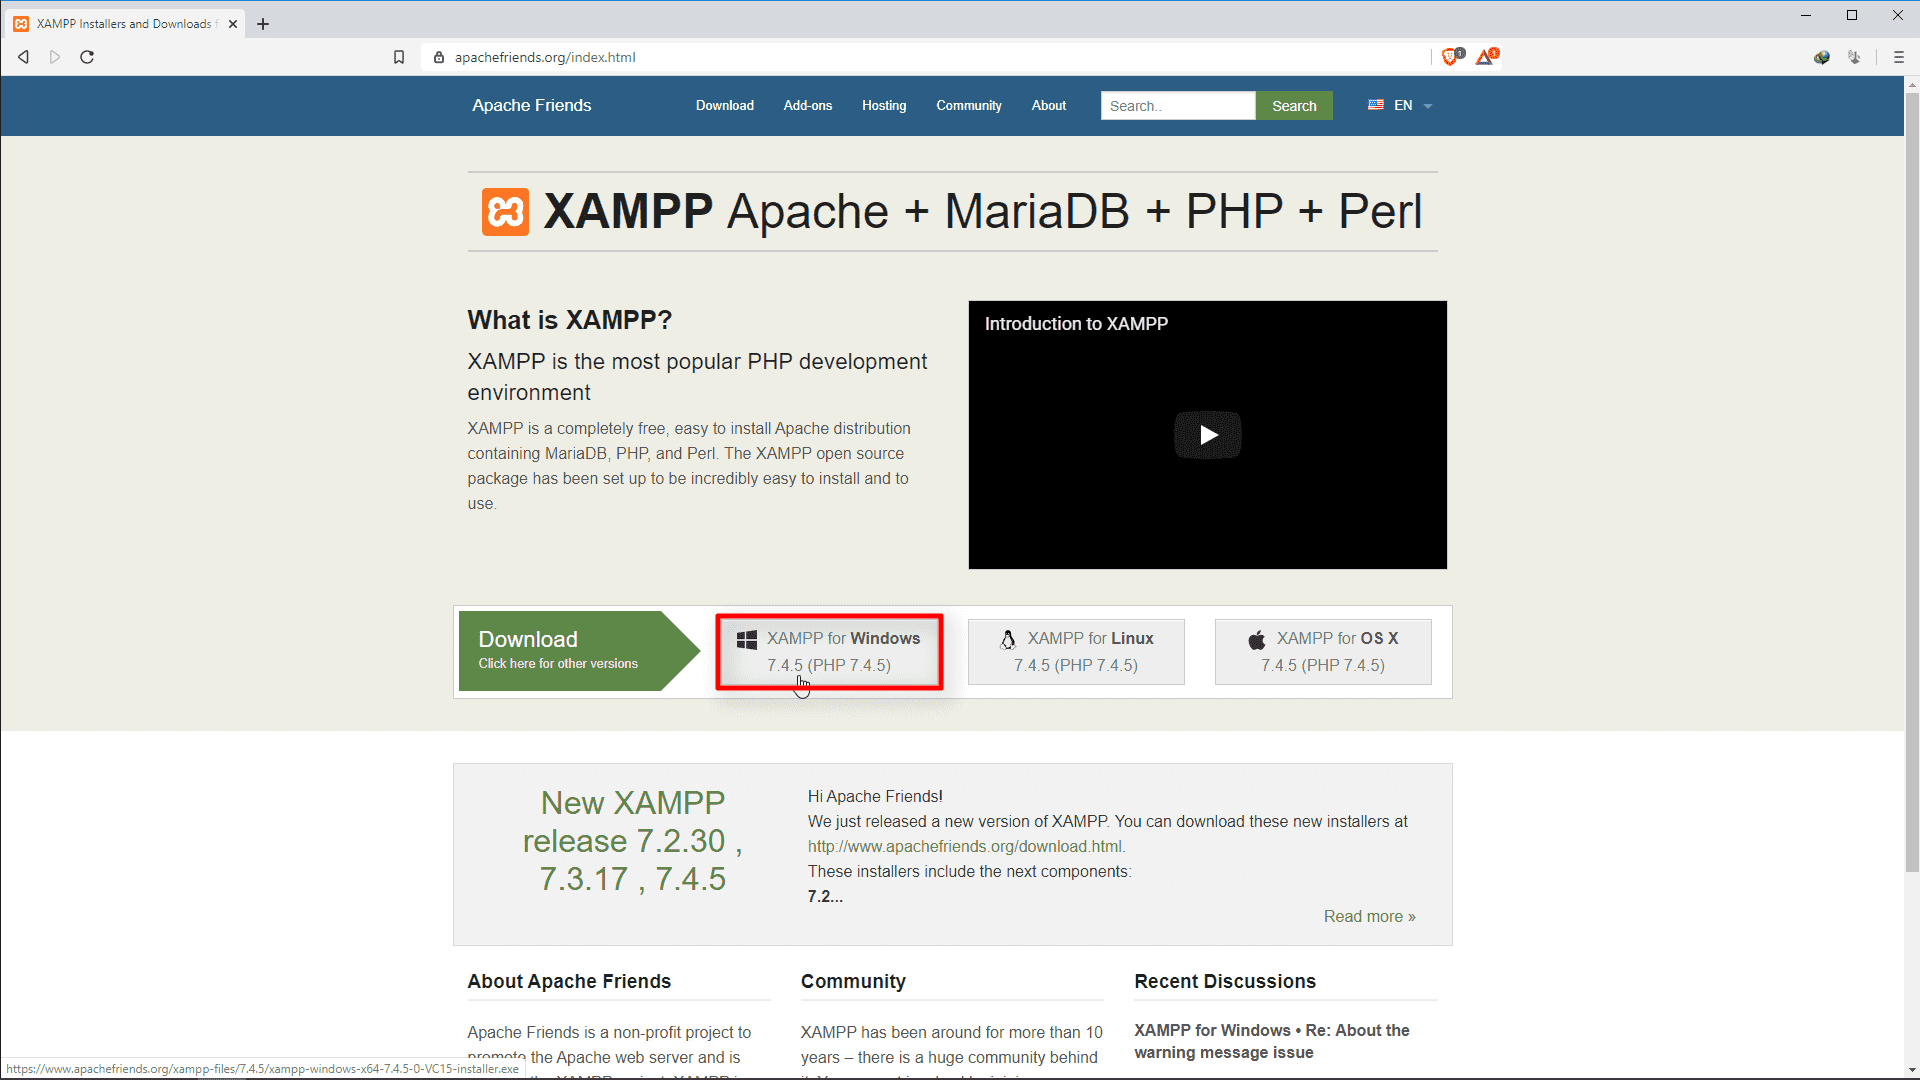 XAMPP Installers and Downloads f
apachefriends.org/index.html
1
Apache Friends
Download
Add-ons
Hosting
Community
About
Search..
Search
EN
XAMPP Apache + MariaDB + PHP + Perl
What is XAMPP?
XAMPP is the most popular PHP development
environment
XAMPP is a completely free, easy to install Apache distribution
containing MariaDB, PHP, and Perl. The XAMPP open source
package has been set up to be incredibly easy to install and to
use.
Introduction to XAMPP
Download
Click here for other versions
XAMPP for Windows
7.4.5 (PHP 7.4.5)
XAMPP for Linux
7.4.5 (PHP 7.4.5)
XAMPP for OS X
7.4.5 (PHP 7.4.5)
New XAMPP
release 7.2.30 ,
7.3.17 , 7.4.5
Hi Apache Friends!
We just released a new version of XAMPP. You can download these new installers at
http://www.apachefriends.org/download.html.
These installers include the next components:
7.2...
Read more »
About Apache Friends
Apache Friends is a non-profit project to
promote the Apache web server and is
Community
XAMPP has been around for more than 10
years – there is a huge community behind
Recent Discussions
XAMPP for Windows • Re: About the
warning message issue
https://www.apachefriends.org/xampp-files/7.4.5/xampp-windows-x64-7.4.5-0-VC15-installer.exe